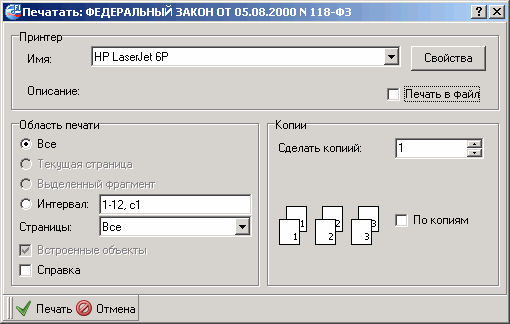 Печатать: ФЕДЕРАЛЬНЫЙ ЗАКОН ОТ 05.08.2000 N 118-ФЗ
Принтер
Имя: HP LaserJet 6P Свойства
Описание: Печать в файл
Область печати
Все
Текущая страница
Выделенный фрагмент
Интервал: 1-12, с1
Страницы: Все
Встроенные объекты
Справка
Копии
Сделать копиий: 1
1 1 2 2 3 3 По копиям
Печать Отмена